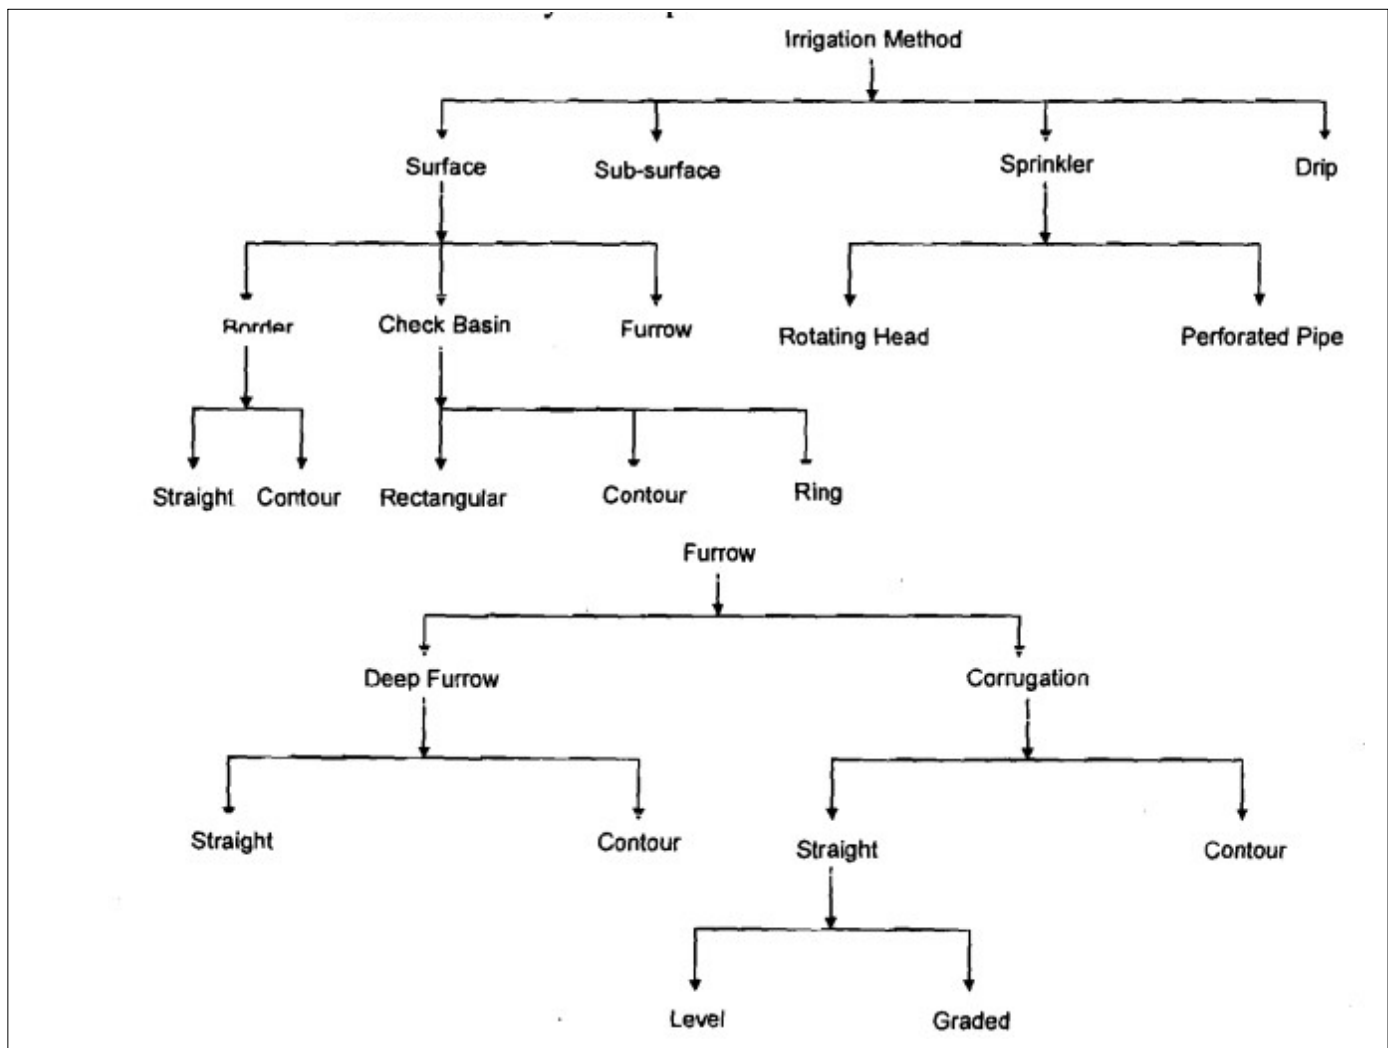 Irrigation Method
Surface Sub-surface Sprinkler Drip
Border Check Basin Furrow Rotating Head Perforated Pipe
Straight Contour Rectangular Contour Ring
Furrow
Deep Furrow Corrugation
Straight Contour Straight Contour
Level Graded